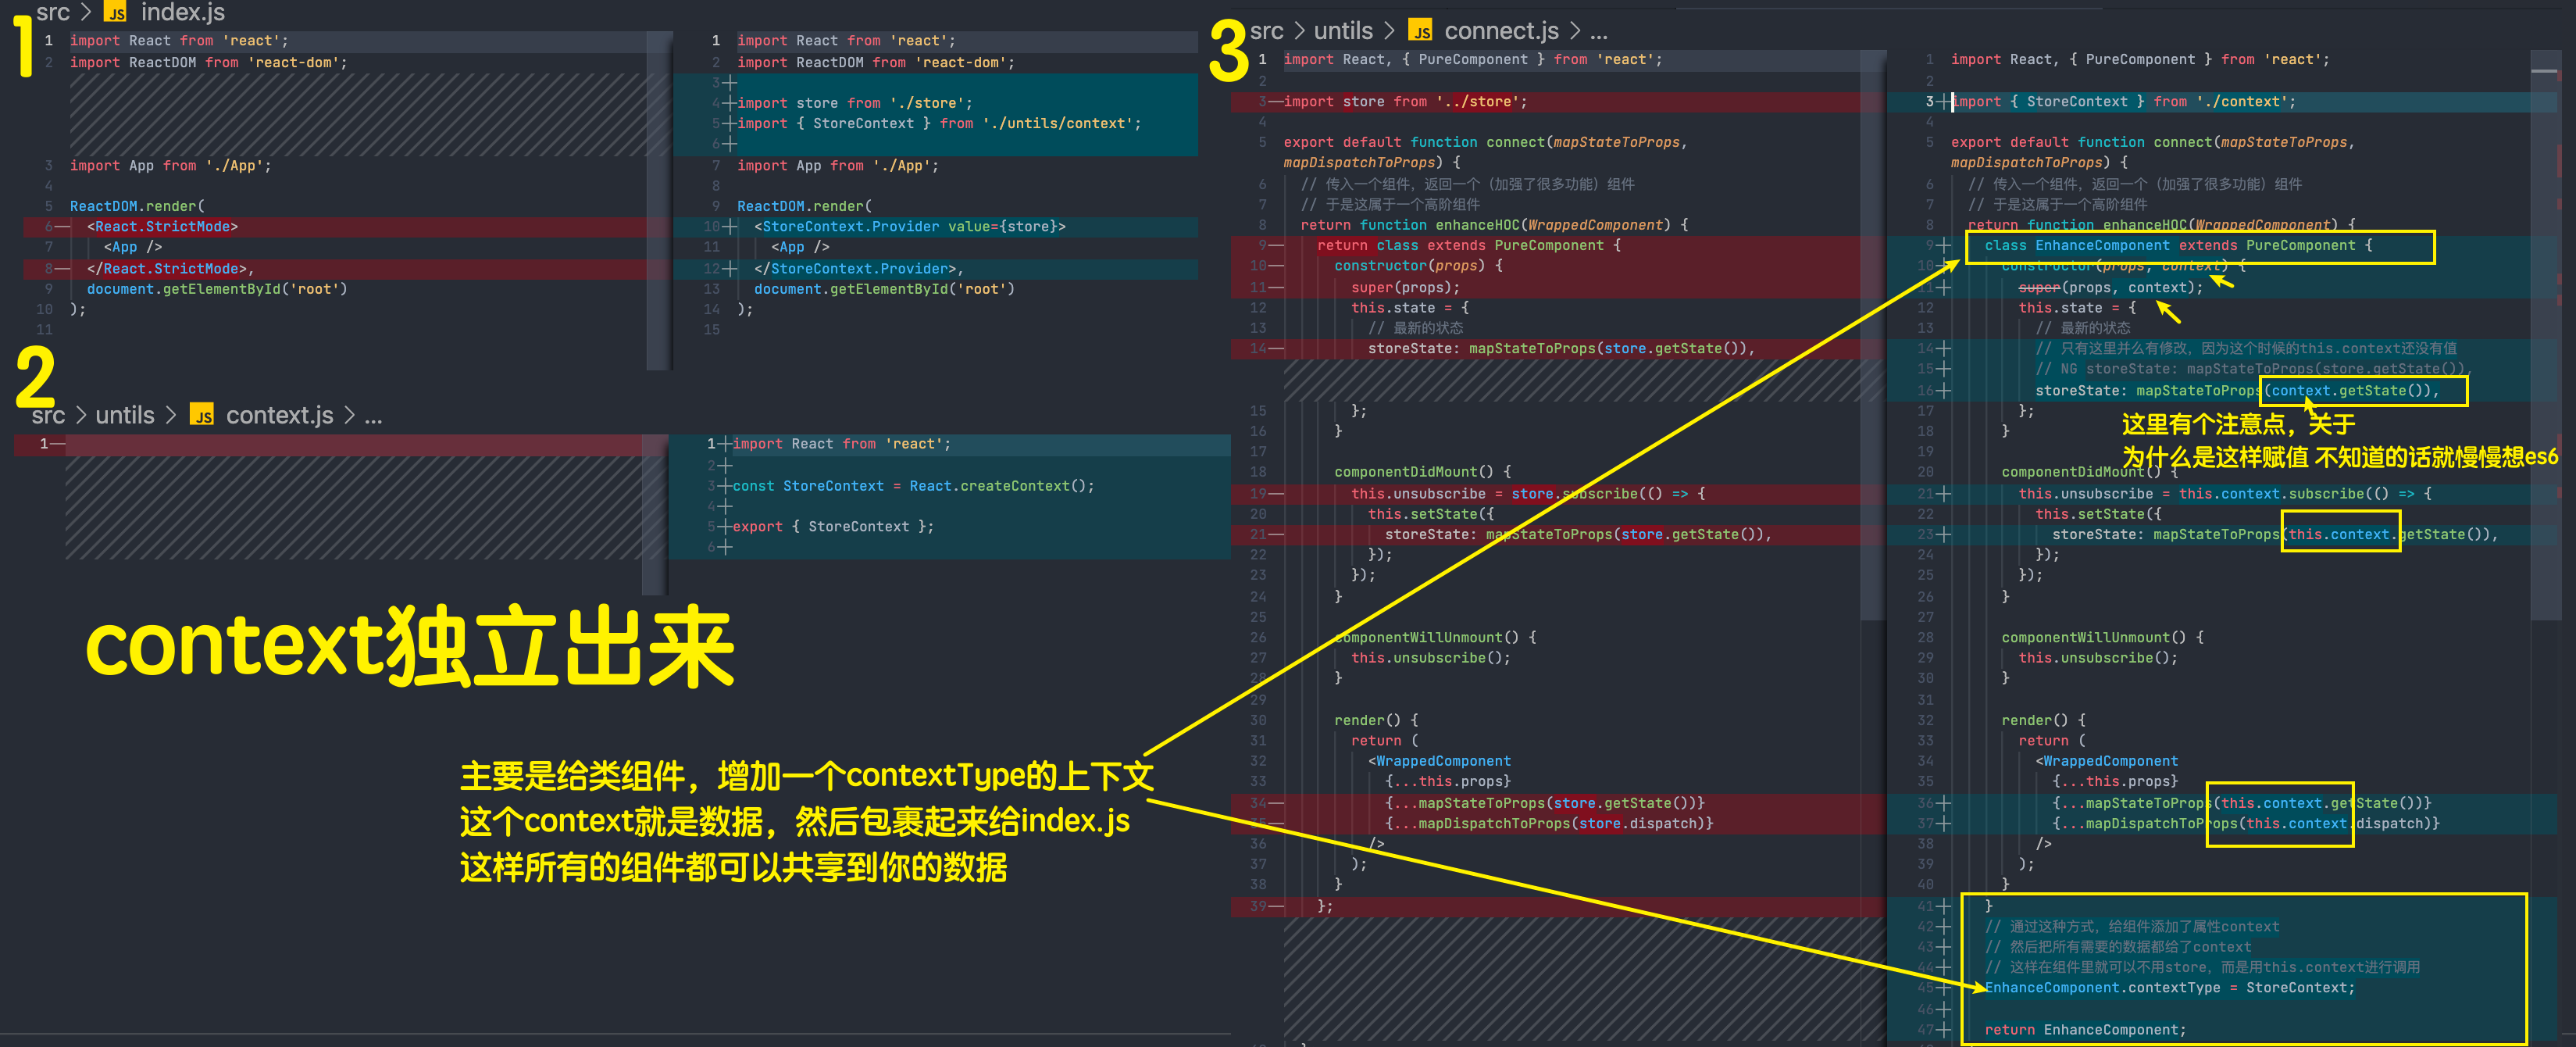 1
src > JS index.js
1 import React from 'react';
2 import ReactDOM from 'react-dom';
3 import App from './App';
4
5 ReactDOM.render(
6— <React.StrictMode>
7 <App />
8— </React.StrictMode>,
9 document.getElementById('root')
10 );
11
1 import React from 'react';
2 import ReactDOM from 'react-dom';
3+
4+import store from './store';
5+import { StoreContext } from './untils/context';
6+
7 import App from './App';
8
9 ReactDOM.render(
10+ <StoreContext.Provider value={store}>
11 <App />
12+ </StoreContext.Provider>,
13 document.getElementById('root')
14 );
15
2
src > untils > JS context.js > ...
1—
1+import React from 'react';
2+
3+const StoreContext = React.createContext();
4+
5+export { StoreContext };
6+
context独立出来
主要是给类组件，增加一个contextType的上下文
这个context就是数据，然后包裹起来给index.js
这样所有的组件都可以共享到你的数据
3
src > untils > JS connect.js > ...
1 import React, { PureComponent } from 'react';
2
3—import store from '../store';
4
5 export default function connect(mapStateToProps,
mapDispatchToProps) {
6 // 传入一个组件，返回一个（加强了很多功能）组件
7 // 于是这属于一个高阶组件
8 return function enhanceHOC(WrappedComponent) {
9— return class extends PureComponent {
10— constructor(props) {
11— super(props);
12 this.state = {
13 // 最新的状态
14— storeState: mapStateToProps(store.getState()),
15 };
16 }
17
18 componentDidMount() {
19— this.unsubscribe = store.subscribe(() => {
20 this.setState({
21— storeState: mapStateToProps(store.getState()),
22 });
23 });
24 }
25
26 componentWillUnmount() {
27 this.unsubscribe();
28 }
29
30 render() {
31 return (
32 <WrappedComponent
33 {...this.props}
34— {...mapStateToProps(store.getState())}
35— {...mapDispatchToProps(store.dispatch)}
36 />
37 );
38 }
39— };
1 import React, { PureComponent } from 'react';
2
3+import { StoreContext } from './context';
4
5 export default function connect(mapStateToProps,
mapDispatchToProps) {
6 // 传入一个组件，返回一个（加强了很多功能）组件
7 // 于是这属于一个高阶组件
8 return function enhanceHOC(WrappedComponent) {
9+ class EnhanceComponent extends PureComponent {
10+ constructor(props, context) {
11+ super(props, context);
12 this.state = {
13 // 最新的状态
14+ // 只有这里并么有修改，因为这个时候的this.context还没有值
15+ // NG storeState: mapStateToProps(store.getState()),
16+ storeState: mapStateToProps(context.getState()),
17 };
18 }
19
这里有个注意点，关于
为什么是这样赋值 不知道的话就慢慢想es6
20 componentDidMount() {
21+ this.unsubscribe = this.context.subscribe(() => {
22 this.setState({
23+ storeState: mapStateToProps(this.context.getState()),
24 });
25 });
26 }
27
28 componentWillUnmount() {
29 this.unsubscribe();
30 }
31
32 render() {
33 return (
34 <WrappedComponent
35 {...this.props}
36+ {...mapStateToProps(this.context.getState())}
37+ {...mapDispatchToProps(this.context.dispatch)}
38 />
39 );
40 }
41+ }
42+ // 通过这种方式，给组件添加了属性context
43+ // 然后把所有需要的数据都给了context
44+ // 这样在组件里就可以不用store，而是用this.context进行调用
45+ EnhanceComponent.contextType = StoreContext;
46+
47+ return EnhanceComponent;